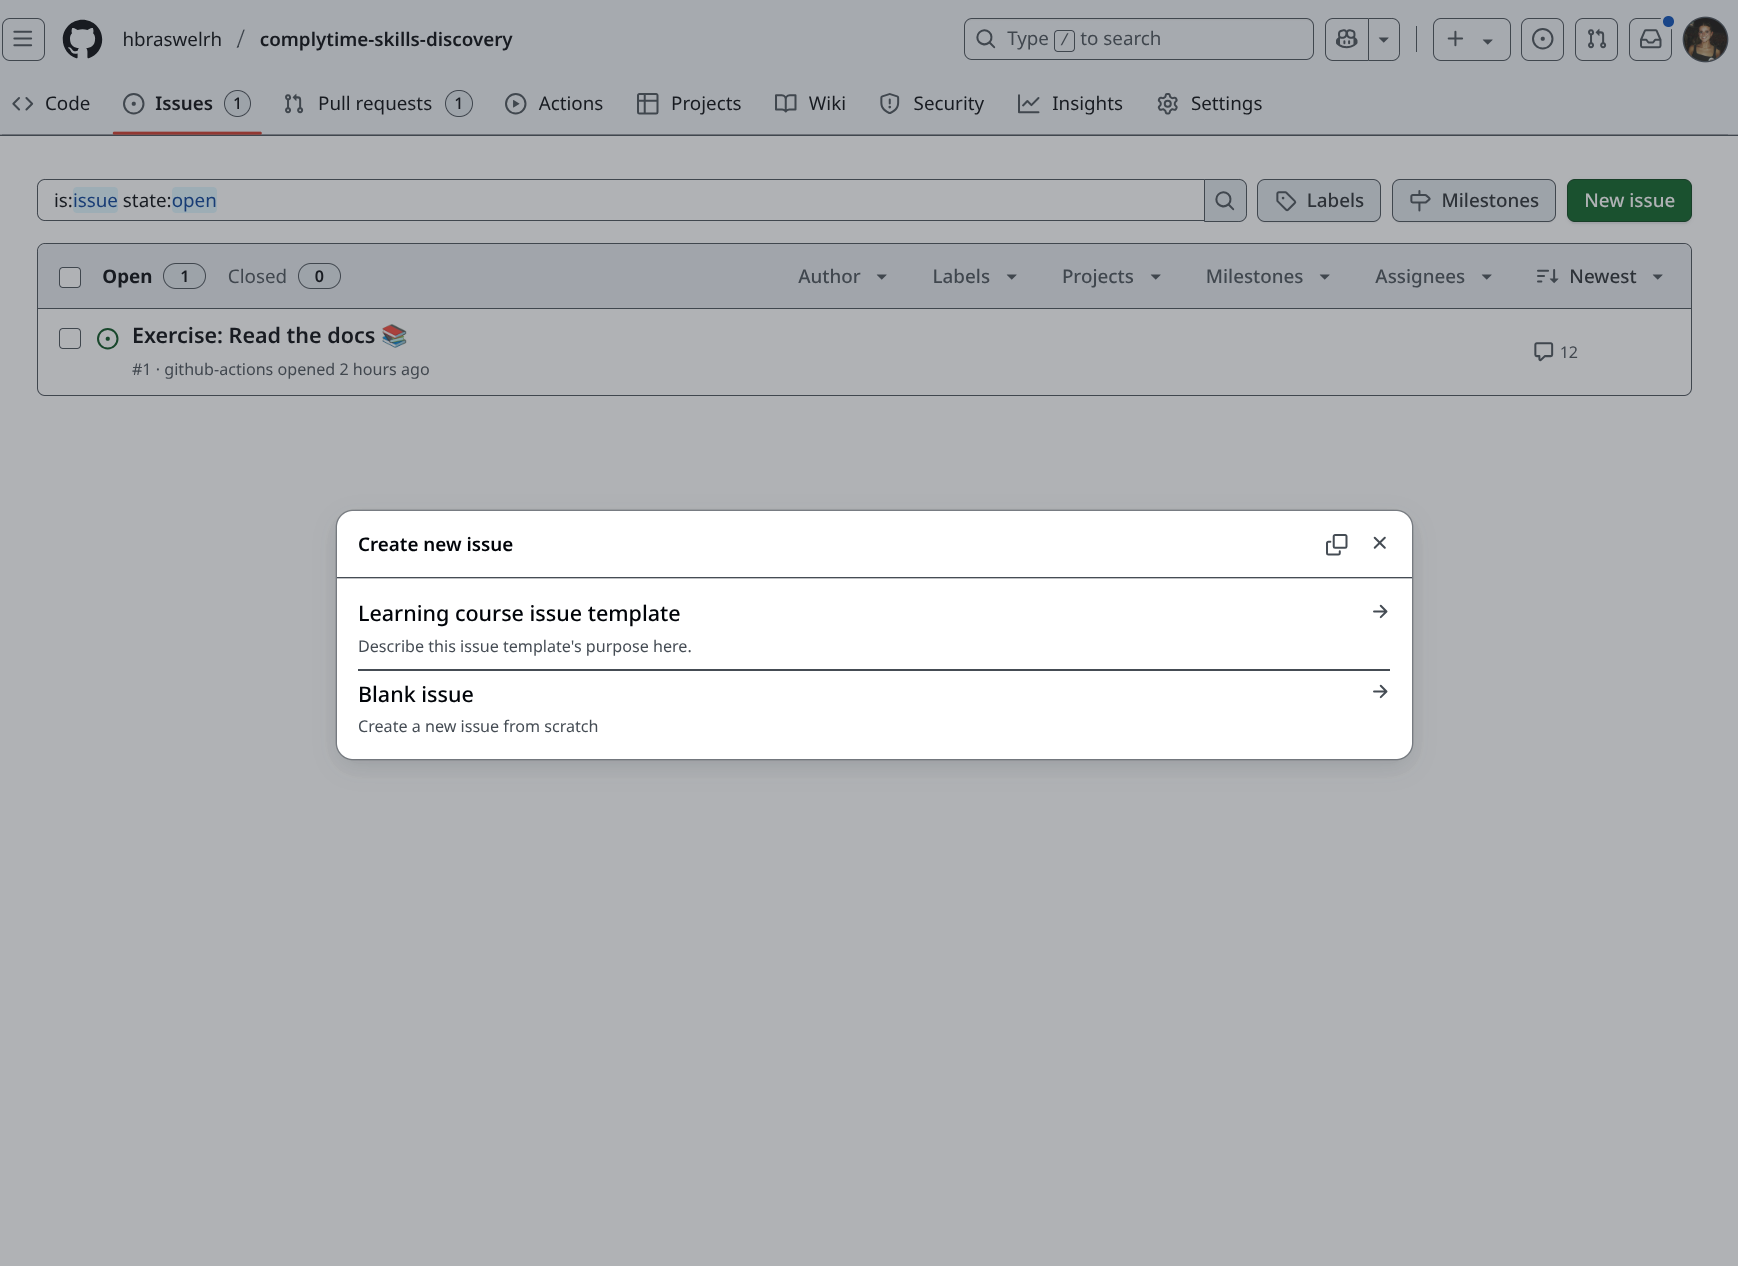 hbraswelrh / complytime-skills-discovery
Type / to search
Code
Issues 1
Pull requests 1
Actions
Projects
Wiki
Security
Insights
Settings
is:issue state:open
Labels
Milestones
New issue
Open 1
Closed 0
Author
Labels
Projects
Milestones
Assignees
Newest
Exercise: Read the docs 📚
#1 · github-actions opened 2 hours ago
12
Create new issue
Learning course issue template
Describe this issue template's purpose here.
Blank issue
Create a new issue from scratch